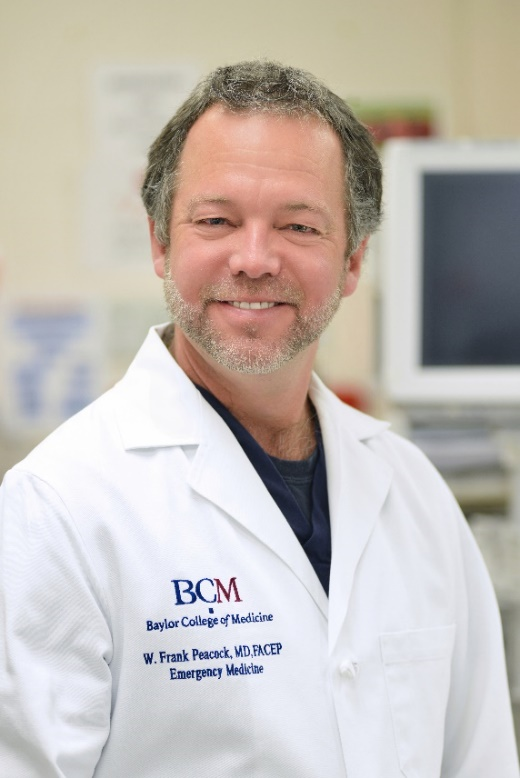 BCM
Baylor College of Medicine
W. Frank Peacock, MD, FACEP
Emergency Medicine